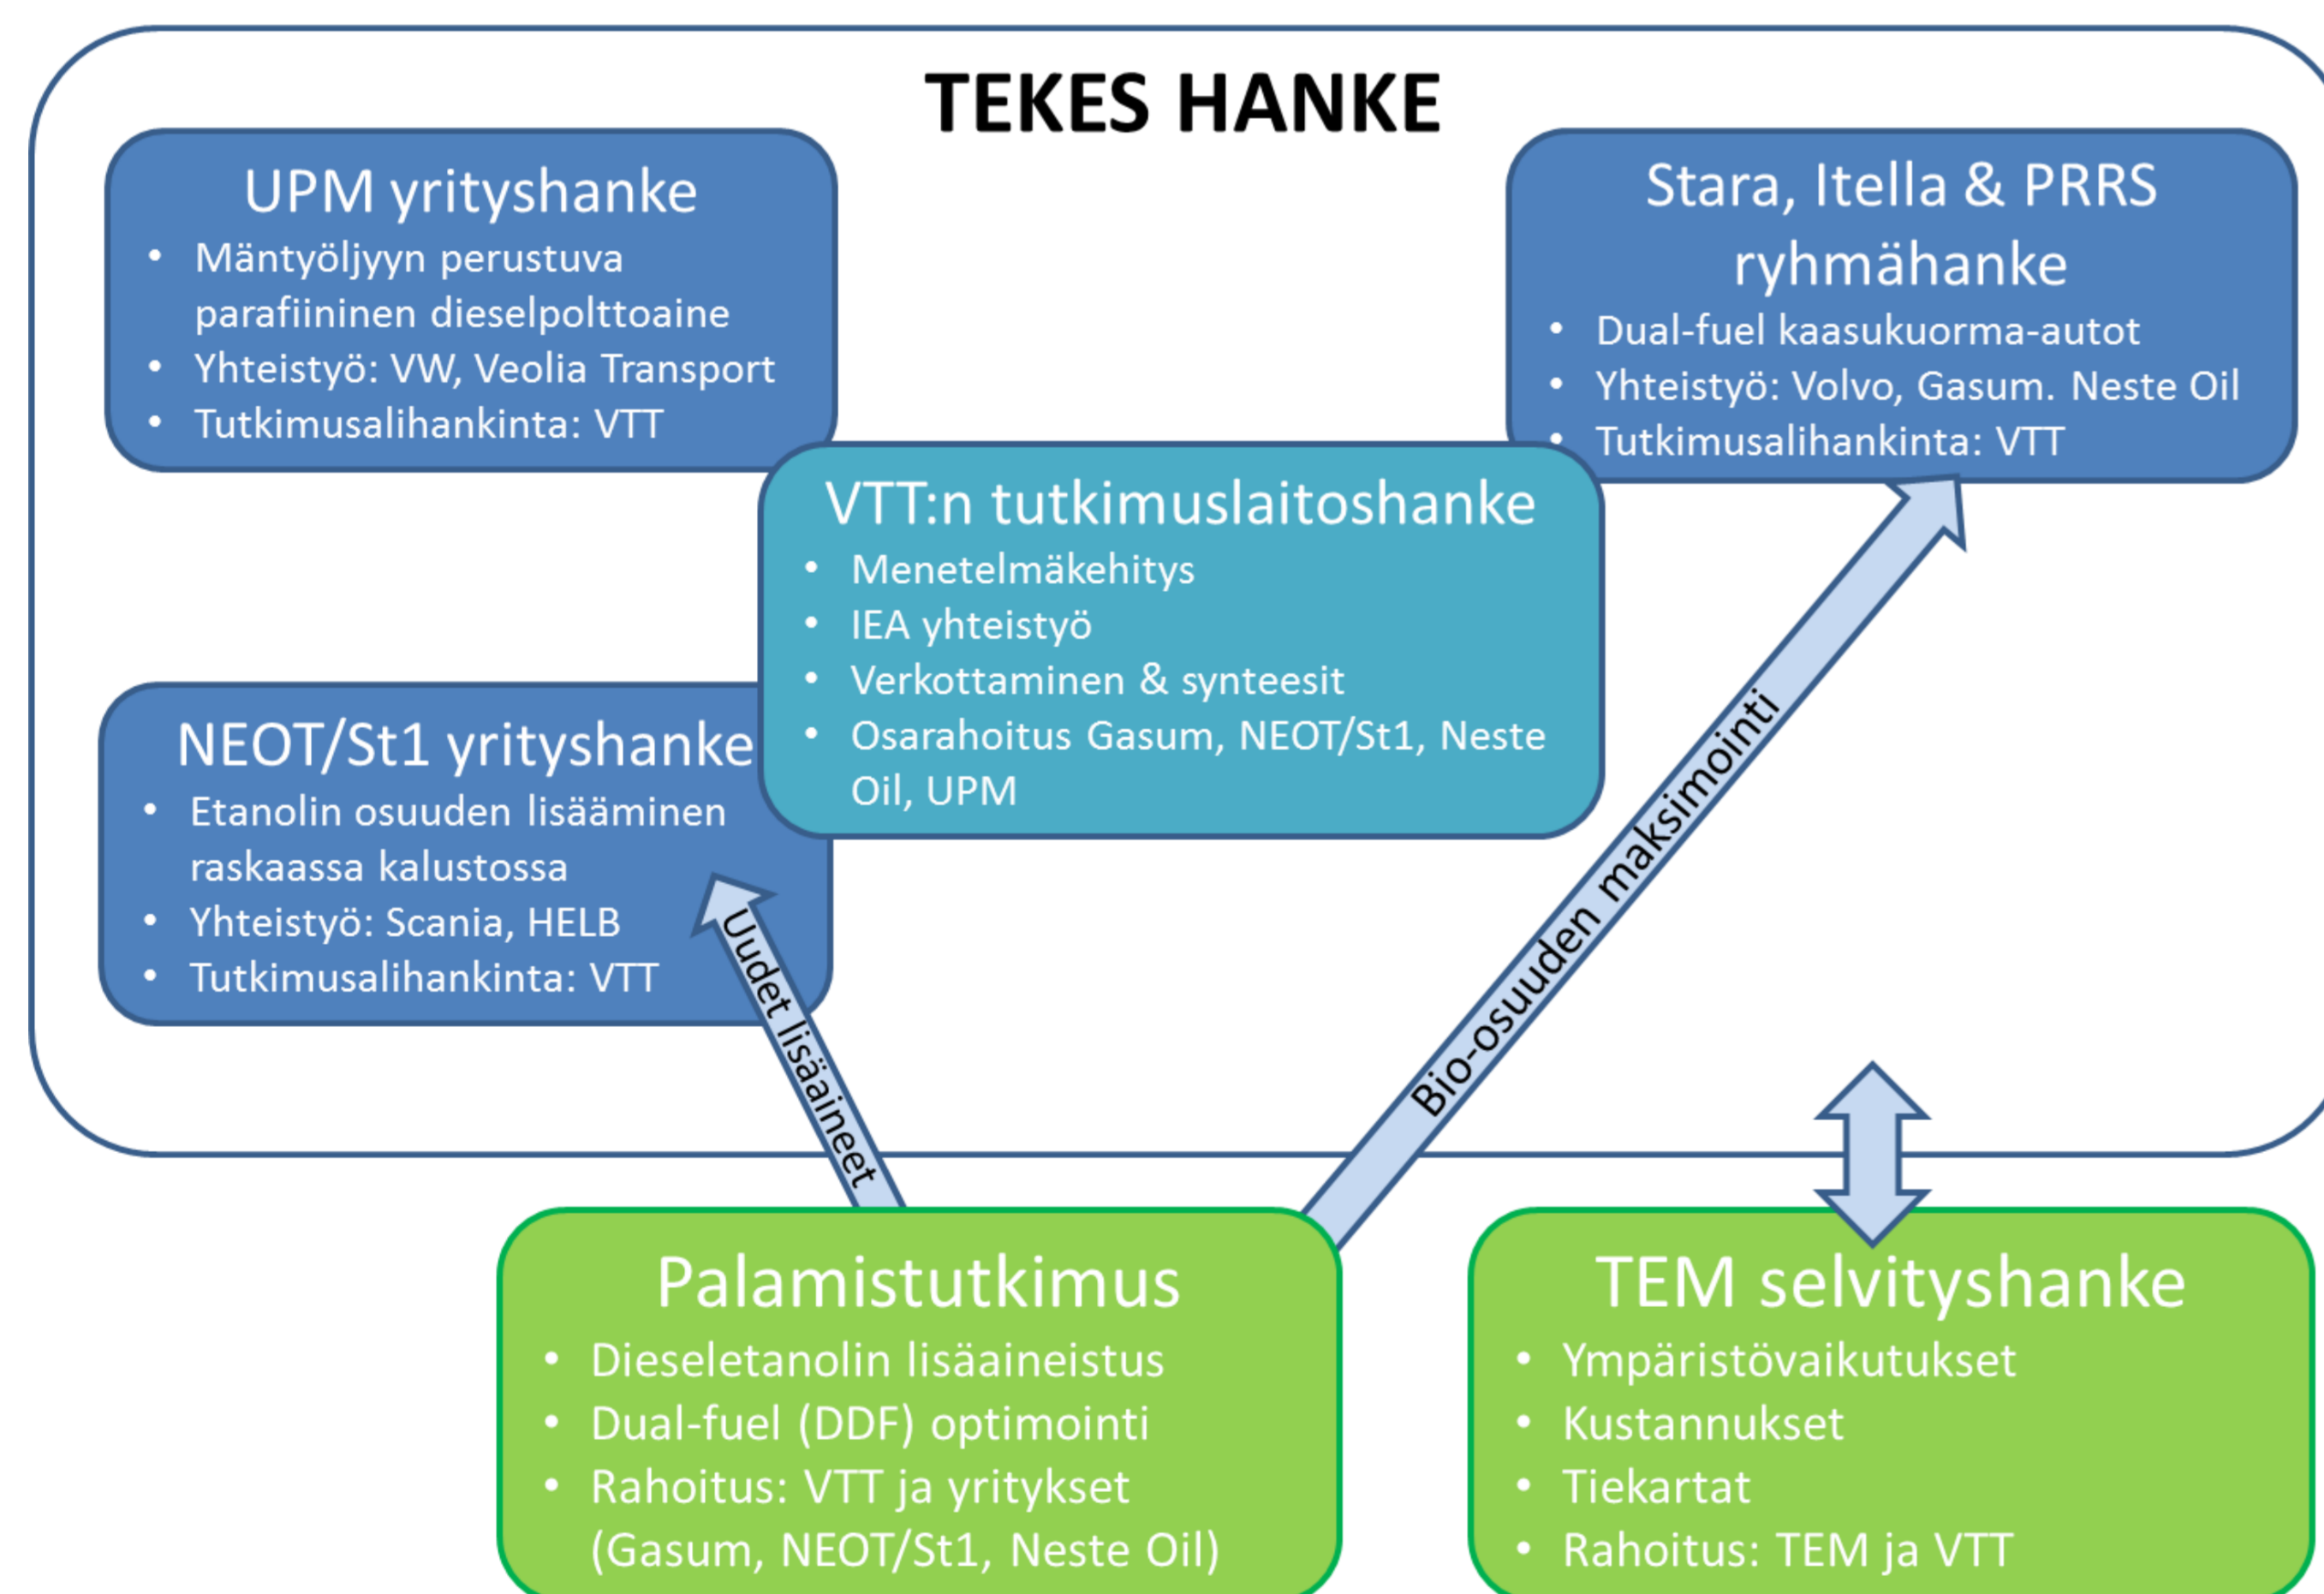 TEKES HANKE
UPM yrityshanke
• Mäntyöljyyn perustuva
parafiininen dieselpolttoaine
• Yhteistyö: VW, Veolia Transport
• Tutkimusalihankinta: VTT
Stara, Itella & PRRS
ryhmähanke
• Dual-fuel kaasukuorma-autot
• Yhteistyö: Volvo, Gasum. Neste Oil
• Tutkimusalihankinta: VTT
VTT:n tutkimuslaitoshanke
• Menetelmäkehitys
• IEA yhteistyö
• Verkottaminen & synteesit
• Osarahoitus Gasum, NEOT/St1, Neste
Oil, UPM
NEOT/St1 yrityshanke
• Etanolin osuuden lisääminen
raskaassa kalustossa
• Yhteistyö: Scania, HELB
• Tutkimusalihankinta: VTT
Uudet lisäaineet
Bio-osuuden maksimointi
Palamistutkimus
• Dieseletanolin lisäaineistus
• Dual-fuel (DDF) optimointi
• Rahoitus: VTT ja yritykset
(Gasum, NEOT/St1, Neste Oil)
TEM selvityshanke
• Ympäristövaikutukset
• Kustannukset
• Tiekartat
• Rahoitus: TEM ja VTT